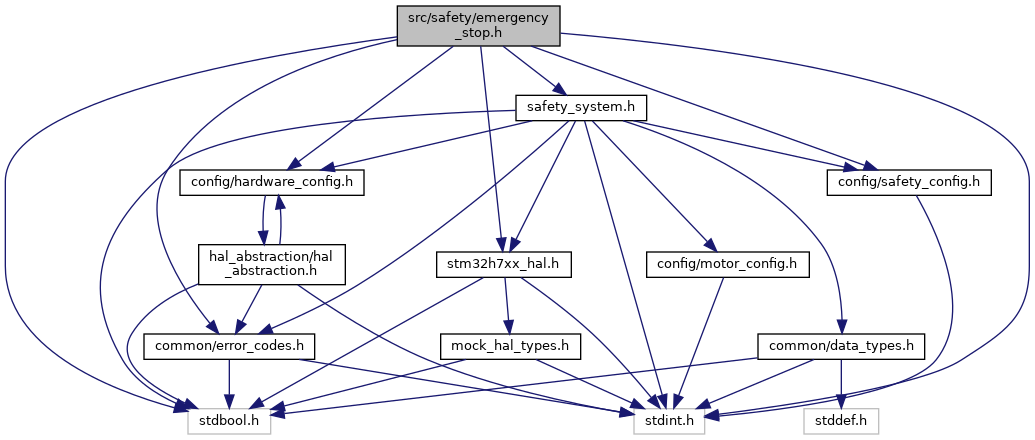 src/safety/emergency
_stop.h
safety_system.h
config/hardware_config.h
config/safety_config.h
hal_abstraction/hal
_abstraction.h
stm32h7xx_hal.h
config/motor_config.h
common/error_codes.h
mock_hal_types.h
common/data_types.h
stdbool.h
stdint.h
stddef.h